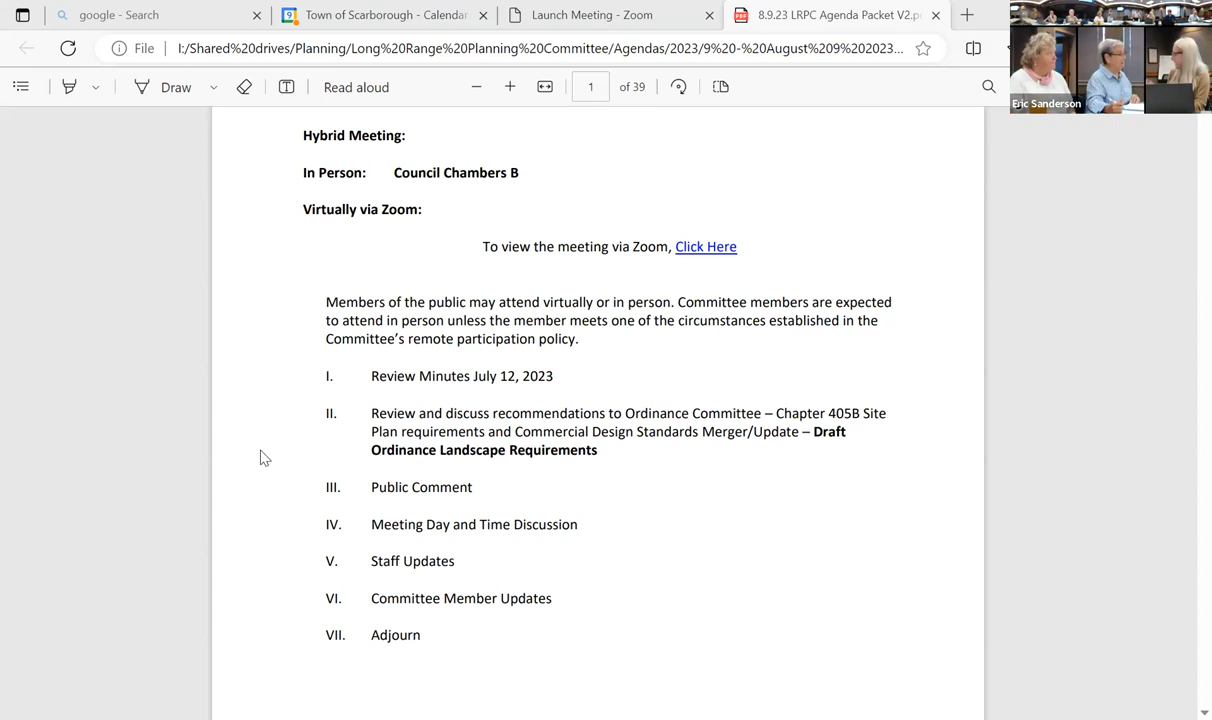 google - Search
Town of Scarborough - Calendar
Launch Meeting - Zoom
8.9.23 LRPC Agenda Packet V2.p
File
I:/Shared%20drives/Planning/Long%20Range%20Planning%20Committee/Agendas/2023/9%20-%20August%209%202023...
Draw
Read aloud
1 of 39
Eric Sanderson
Hybrid Meeting:
In Person: Council Chambers B
Virtually via Zoom:
To view the meeting via Zoom, Click Here
Members of the public may attend virtually or in person. Committee members are expected
to attend in person unless the member meets one of the circumstances established in the
Committee’s remote participation policy.
I. Review Minutes July 12, 2023
II. Review and discuss recommendations to Ordinance Committee – Chapter 405B Site
Plan requirements and Commercial Design Standards Merger/Update – Draft
Ordinance Landscape Requirements
III. Public Comment
IV. Meeting Day and Time Discussion
V. Staff Updates
VI. Committee Member Updates
VII. Adjourn